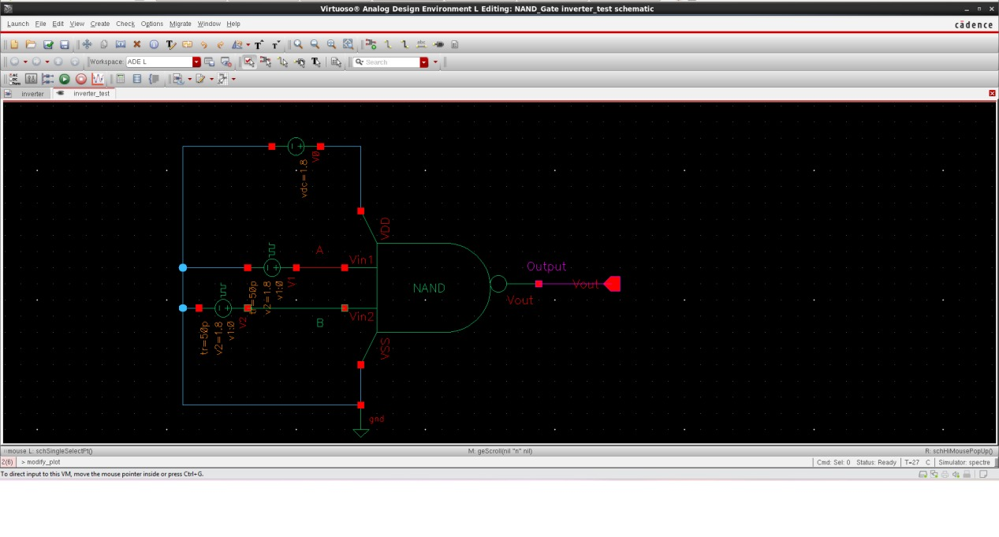 Virtuoso® Analog Design Environment L Editing: NAND_Gate inverter_test schematic
Launch File Edit View Create Check Options Migrate Window Help
cādence
Workspace: ADE L
Search
inverter
inverter_test
V0
vdc=1.8
VDD
A
Vin1
V1
tr=50p
v2=1.8
v1:0
NAND
Output
Vout
Vout
V2
tr=50p
v2=1.8
v1:0
B
Vin2
VSS
gnd
mouse L: schSingleSelectPt()
M: geScroll(nil "n" nil)
R: schHiMousePopUp()
2(6) > modify_plot
Cmd: Sel: 0 Status: Ready T=27 C Simulator: spectre
To direct input to this VM, move the mouse pointer inside or press Ctrl+G.